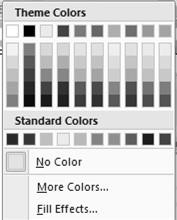 Theme Colors
Standard Colors
No Color
More Colors...
Fill Effects...